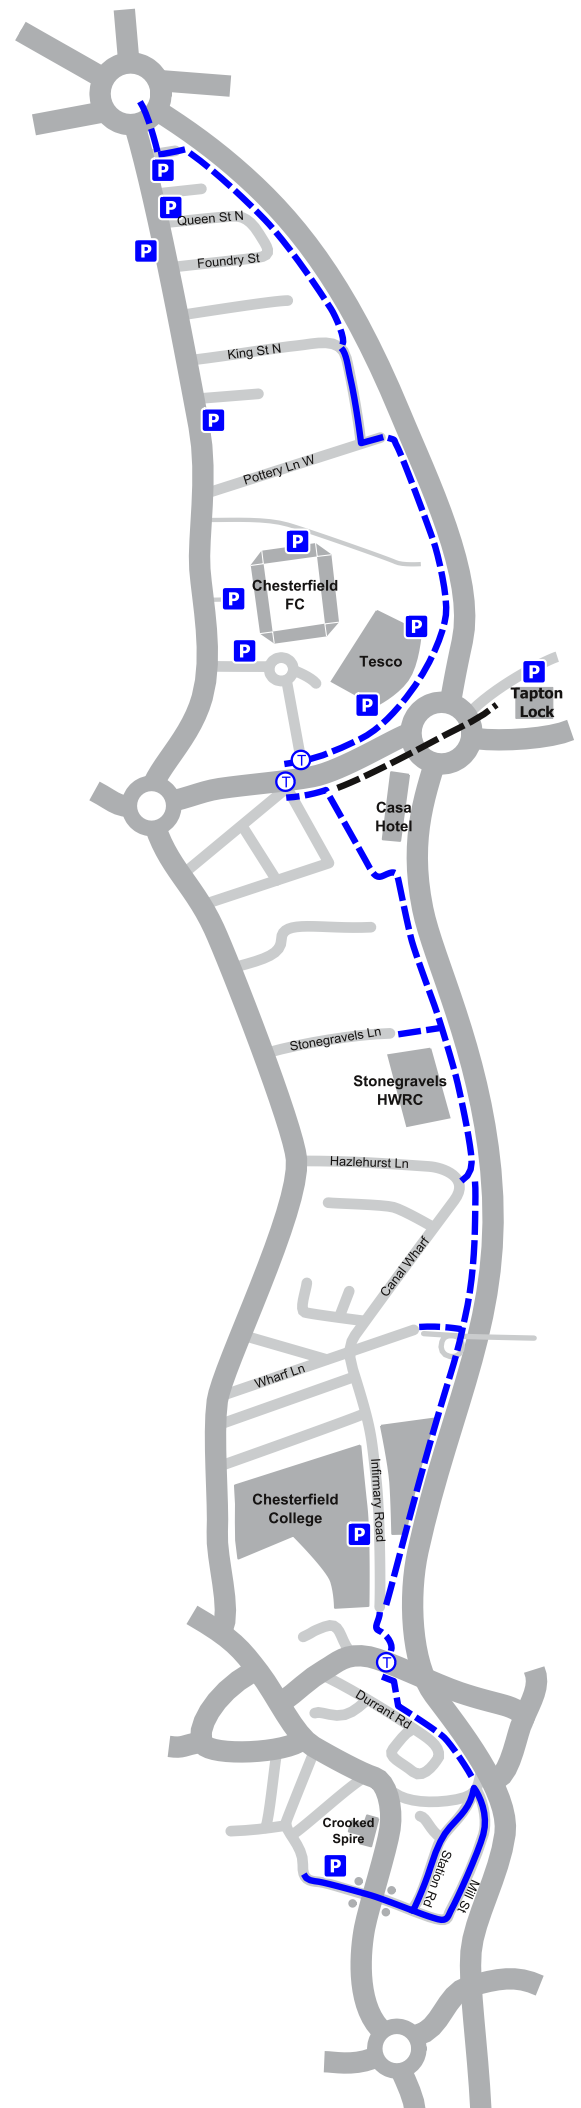 P
P
Queen St N
P
Foundry St
King St N
P
Pottery Ln W
P
Chesterfield
FC
P
P
Tesco
P
P
P
Tapton
Lock
T
T
Casa
Hotel
Stonegravels Ln
Stonegravels
HWRC
Hazlehurst Ln
Canal Wharf
Wharf Ln
Infirmary Road
Chesterfield
College
P
T
Durrant Rd
Crooked
Spire
P
Station Rd
Mill St